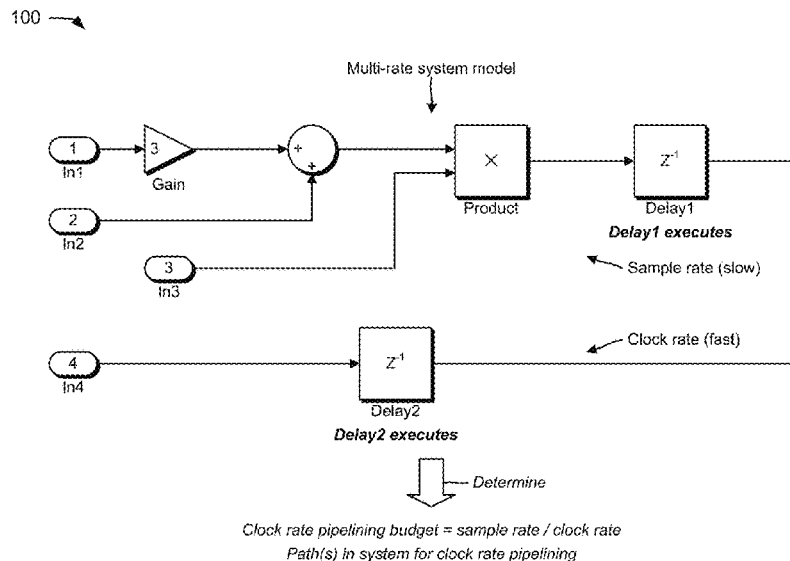 100
Multi-rate system model
1
In1
3
Gain
+
+
2
In2
3
In3
×
Product
Z-1
Delay1
Delay1 executes
Sample rate (slow)
4
In4
Z-1
Delay2
Delay2 executes
Clock rate (fast)
Determine
Clock rate pipelining budget = sample rate / clock rate
Path(s) in system for clock rate pipelining